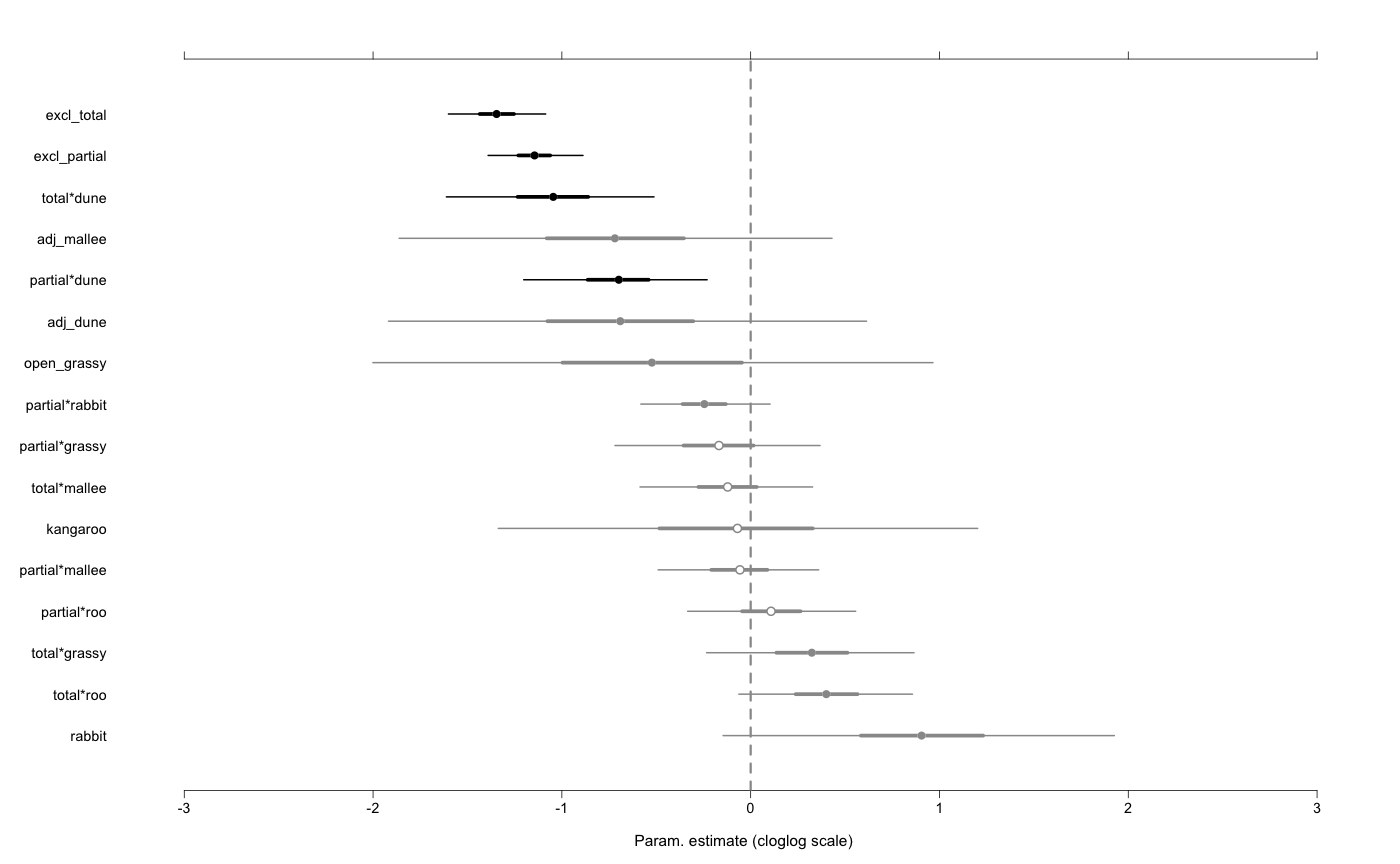 excl_total
excl_partial
total*dune
adj_mallee
partial*dune
adj_dune
open_grassy
partial*rabbit
partial*grassy
total*mallee
kangaroo
partial*mallee
partial*roo
total*grassy
total*roo
rabbit
-3 -2 -1 0 1 2 3
Param. estimate (cloglog scale)